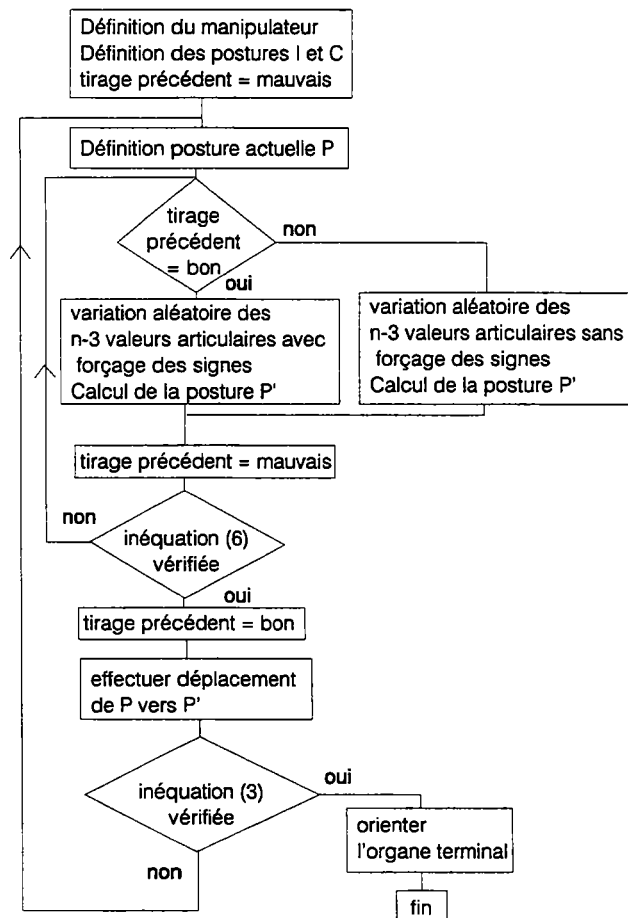 Définition du manipulateur
Définition des postures I et C
tirage précédent = mauvais
Définition posture actuelle P
tirage
précédent
= bon
non
oui
variation aléatoire des
n-3 valeurs articulaires avec
forçage des signes
Calcul de la posture P'
variation aléatoire des
n-3 valeurs articulaires sans
forçage des signes
Calcul de la posture P'
tirage précédent = mauvais
non
inéquation (6)
vérifiée
oui
tirage précédent = bon
effectuer déplacement
de P vers P'
inéquation (3)
vérifiée
oui
non
orienter
l'organe terminal
fin